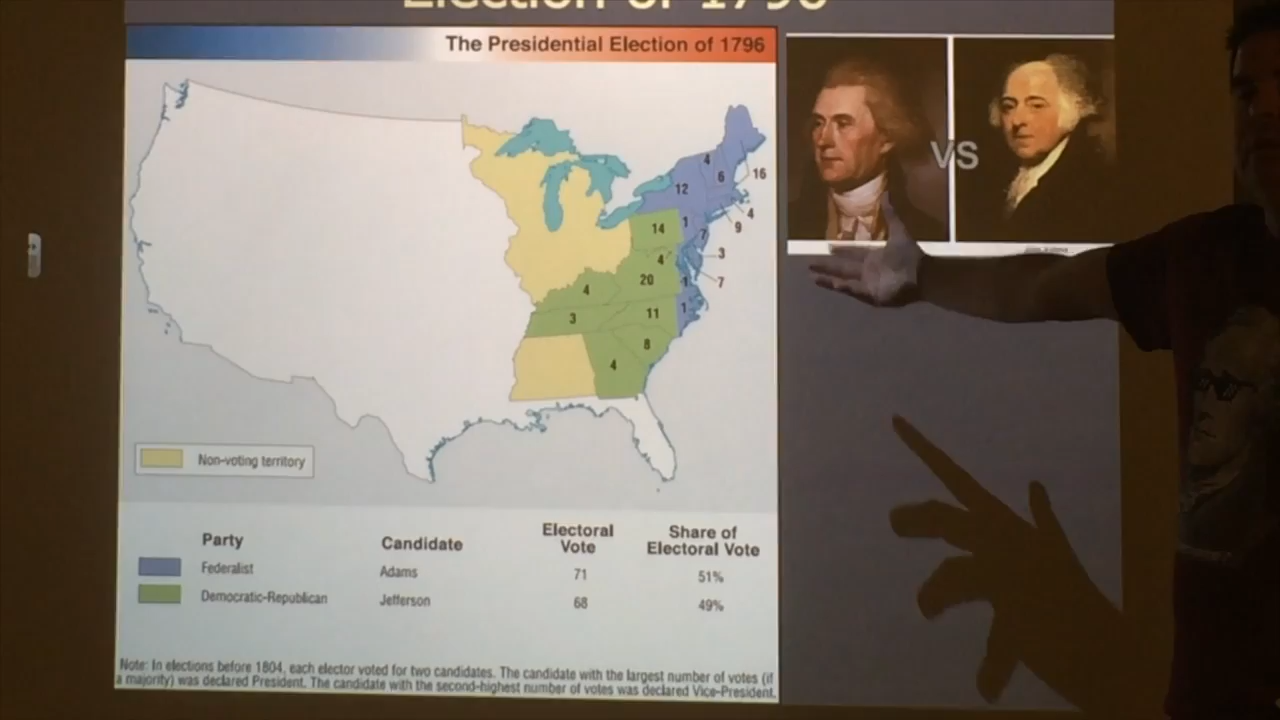 Election of 1796
The Presidential Election of 1796
VS
4
16
6
12
4
1
9
14
7
4
3
20
1
7
4
1
3
11
8
4
Non-voting territory
Party Candidate Electoral Vote Share of Electoral Vote
Federalist Adams 71 51%
Democratic-Republican Jefferson 68 49%
Note: In elections before 1804, each elector voted for two candidates. The candidate with the largest number of votes (if
a majority) was declared President. The candidate with the second-highest number of votes was declared Vice-President.